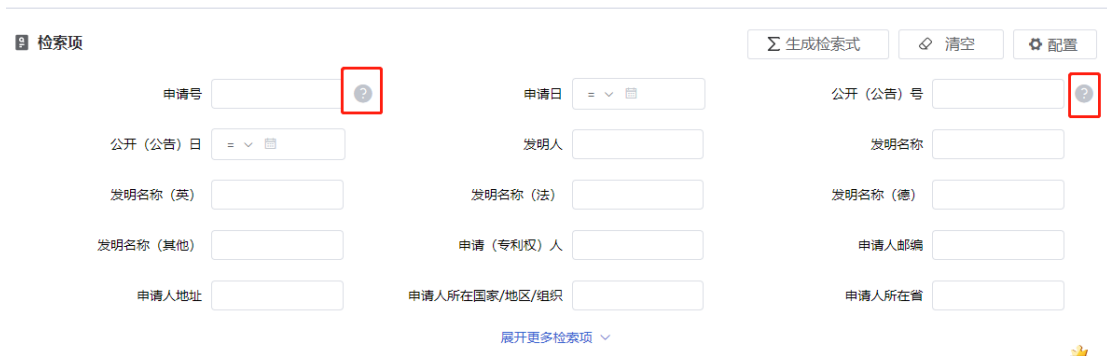 检索项 生成检索式 清空 配置
申请号 ? 申请日 = 公开（公告）号 ?
公开（公告）日 = 发明人 发明名称
发明名称（英） 发明名称（法） 发明名称（德）
发明名称（其他） 申请（专利权）人 申请人邮编
申请人地址 申请人所在国家/地区/组织 申请人所在省
展开更多检索项